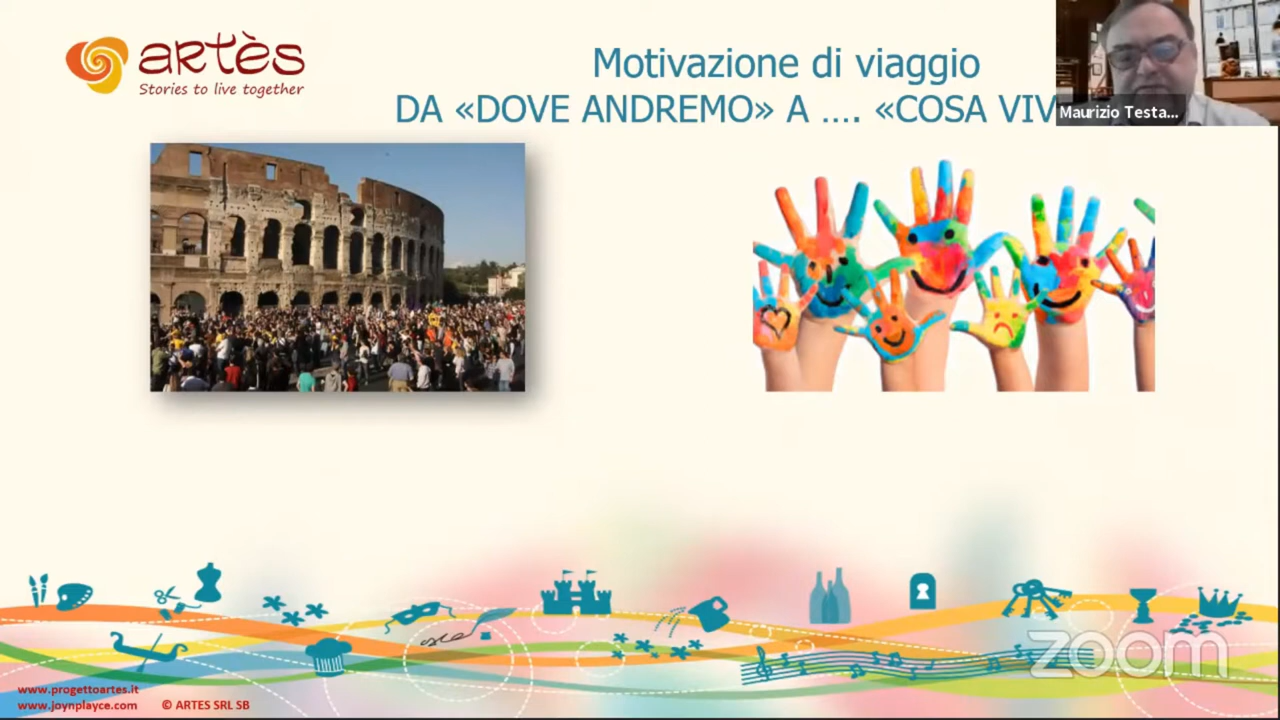 artès
Stories to live together
Motivazione di viaggio
DA «DOVE ANDREMO» A .... «COSA VIV
Maurizio Testa...
zoom
www.progettoartes.it
www.joynplayce.com © ARTES SRL SB